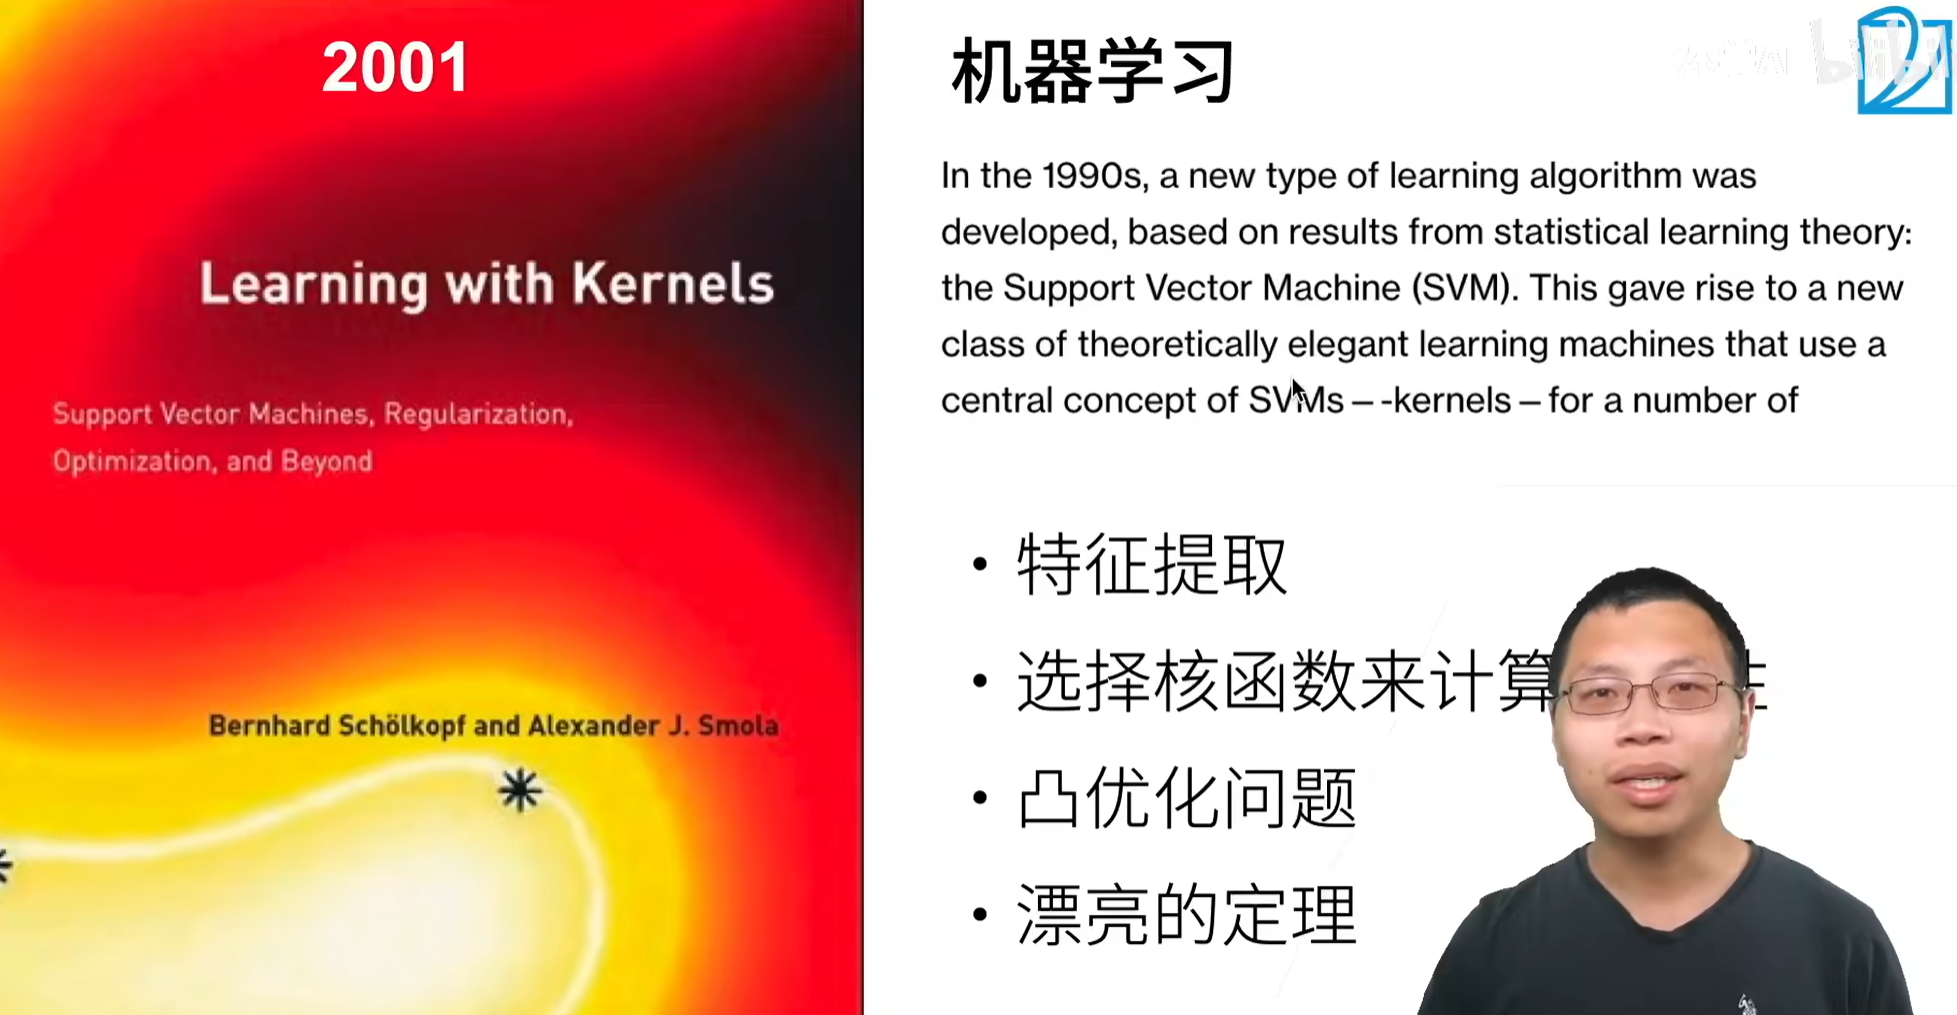 2001
Learning with Kernels
Support Vector Machines, Regularization,
Optimization, and Beyond
Bernhard Schölkopf and Alexander J. Smola
机器学习
In the 1990s, a new type of learning algorithm was
developed, based on results from statistical learning theory:
the Support Vector Machine (SVM). This gave rise to a new
class of theoretically elegant learning machines that use a
central concept of SVMs – -kernels – for a number of
• 特征提取
• 选择核函数来计算
• 凸优化问题
• 漂亮的定理